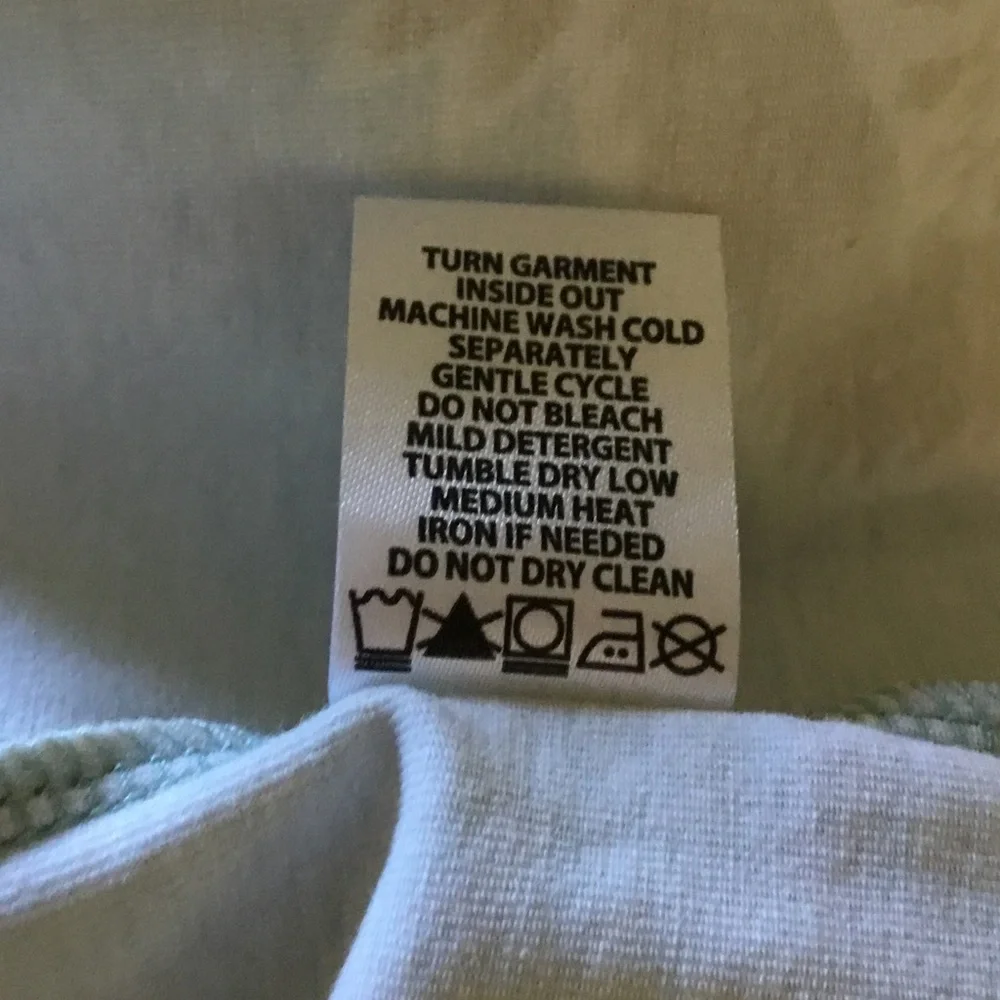 TURN GARMENT
INSIDE OUT
MACHINE WASH COLD
SEPARATELY
GENTLE CYCLE
DO NOT BLEACH
MILD DETERGENT
TUMBLE DRY LOW
MEDIUM HEAT
IRON IF NEEDED
DO NOT DRY CLEAN